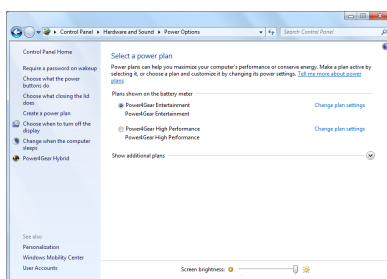 Control Panel ▸ Hardware and Sound ▸ Power Options
Search Control Panel
Control Panel Home
Require a password on wakeup
Choose what the power
buttons do
Choose what closing the lid
does
Create a power plan
Choose when to turn off the
display
Change when the computer
sleeps
Power4Gear Hybrid
See also
Personalization
Windows Mobility Center
User Accounts
Select a power plan
Power plans can help you maximize your computer's performance or conserve energy. Make a plan active by
selecting it, or choose a plan and customize it by changing its power settings. Tell me more about power
plans
Plans shown on the battery meter
Power4Gear Entertainment Change plan settings
Power4Gear Entertainment
Power4Gear High Performance Change plan settings
Power4Gear High Performance
Show additional plans
Screen brightness: